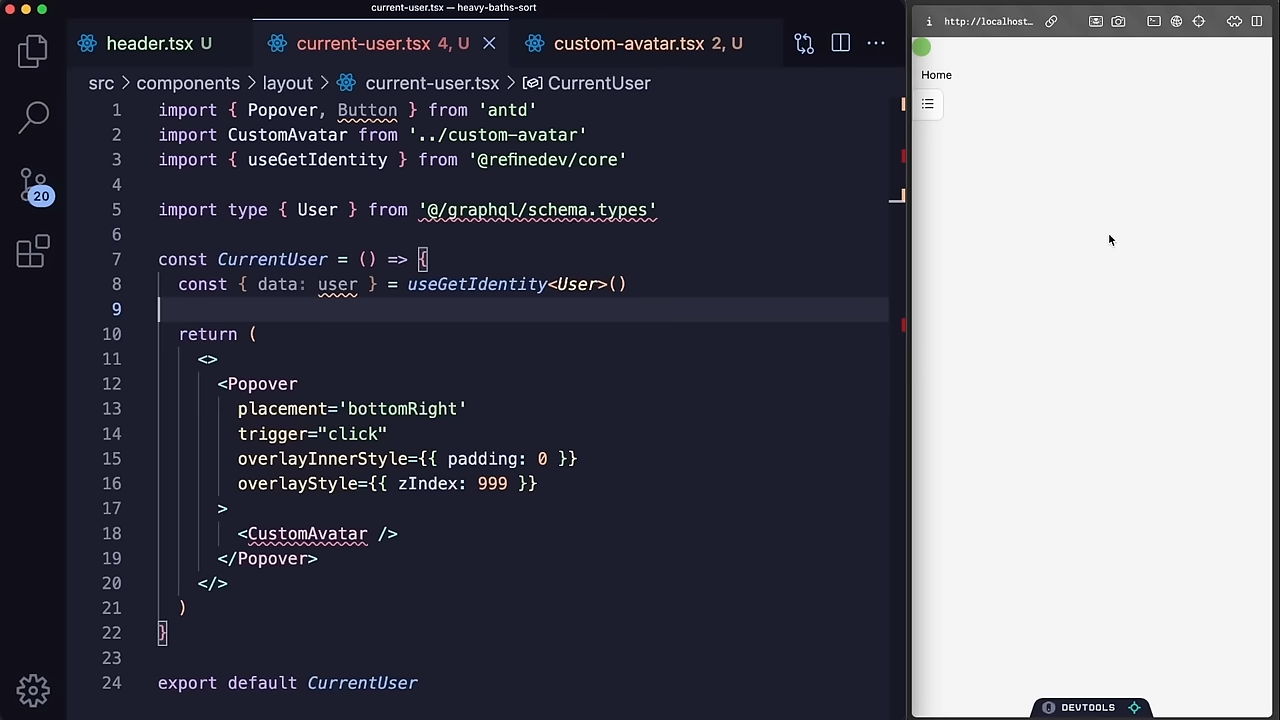 current-user.tsx — heavy-baths-sort
header.tsx U
current-user.tsx 4, U
custom-avatar.tsx 2, U
http://localhost…
src > components > layout > current-user.tsx > CurrentUser
1 import { Popover, Button } from 'antd'
2 import CustomAvatar from '../custom-avatar'
3 import { useGetIdentity } from '@refinedev/core'
4
5 import type { User } from '@/graphql/schema.types'
6
7 const CurrentUser = () => {
8 const { data: user } = useGetIdentity<User>()
9
10 return (
11 <>
12 <Popover
13 placement='bottomRight'
14 trigger="click"
15 overlayInnerStyle={{ padding: 0 }}
16 overlayStyle={{ zIndex: 999 }}
17 >
18 <CustomAvatar />
19 </Popover>
20 </>
21 )
22 }
23
24 export default CurrentUser
20
Home
DEVTOOLS